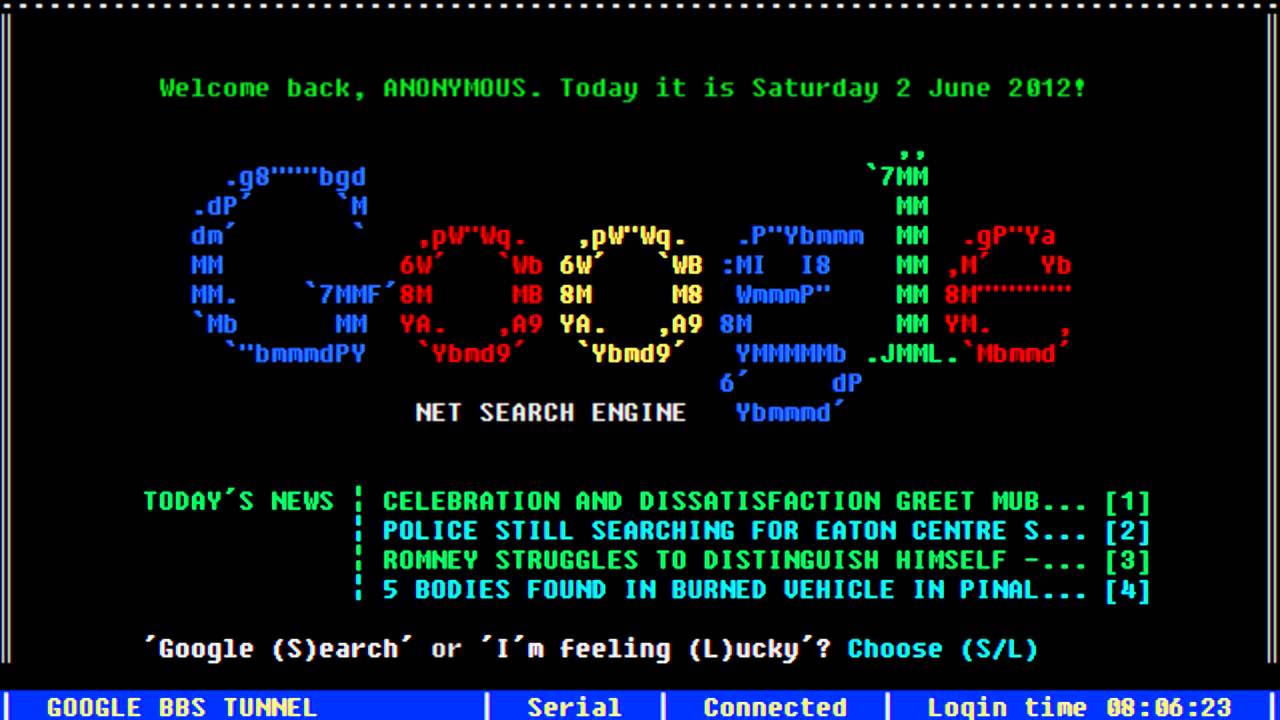 Welcome back, ANONYMOUS. Today it is Saturday 2 June 2012!
Google
NET SEARCH ENGINE
TODAY´S NEWS ¦ CELEBRATION AND DISSATISFACTION GREET MUB... [1]
¦ POLICE STILL SEARCHING FOR EATON CENTRE S... [2]
¦ ROMNEY STRUGGLES TO DISTINGUISH HIMSELF -... [3]
¦ 5 BODIES FOUND IN BURNED VEHICLE IN PINAL... [4]
´Google (S)earch´ or ´I´m feeling (L)ucky´? Choose (S/L)
| GOOGLE BBS TUNNEL | Serial | Connected | Login time 08:06:23 |